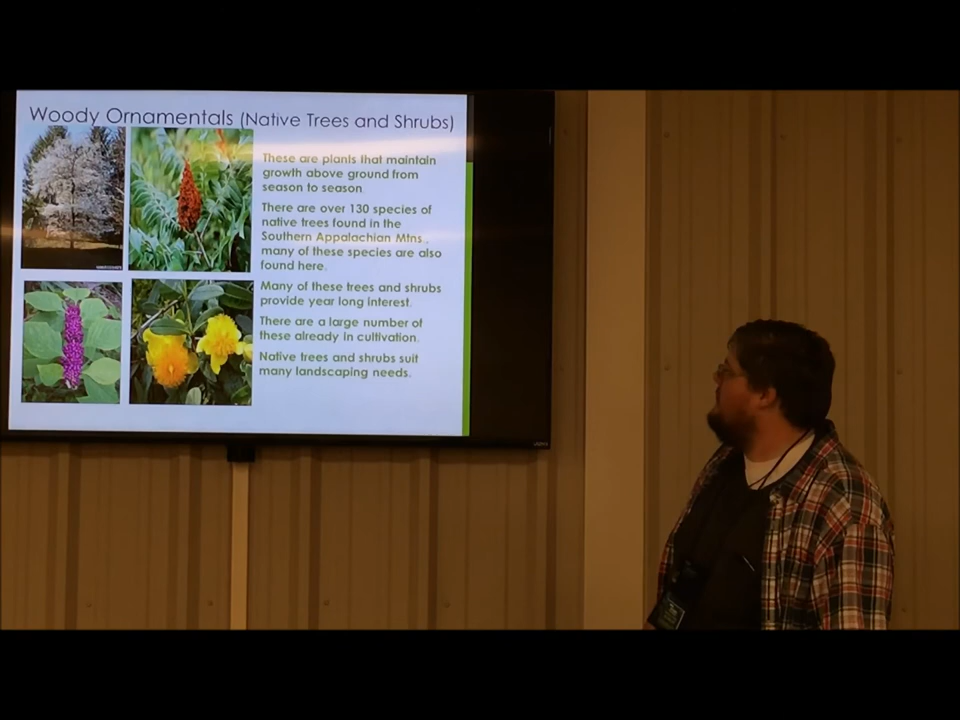 Woody Ornamentals (Native Trees and Shrubs)
These are plants that maintain
growth above ground from
season to season.
There are over 130 species of
native trees found in the
Southern Appalachian Mtns.,
many of these species are also
found here.
Many of these trees and shrubs
provide year long interest.
There are a large number of
these already in cultivation.
Native trees and shrubs suit
many landscaping needs.